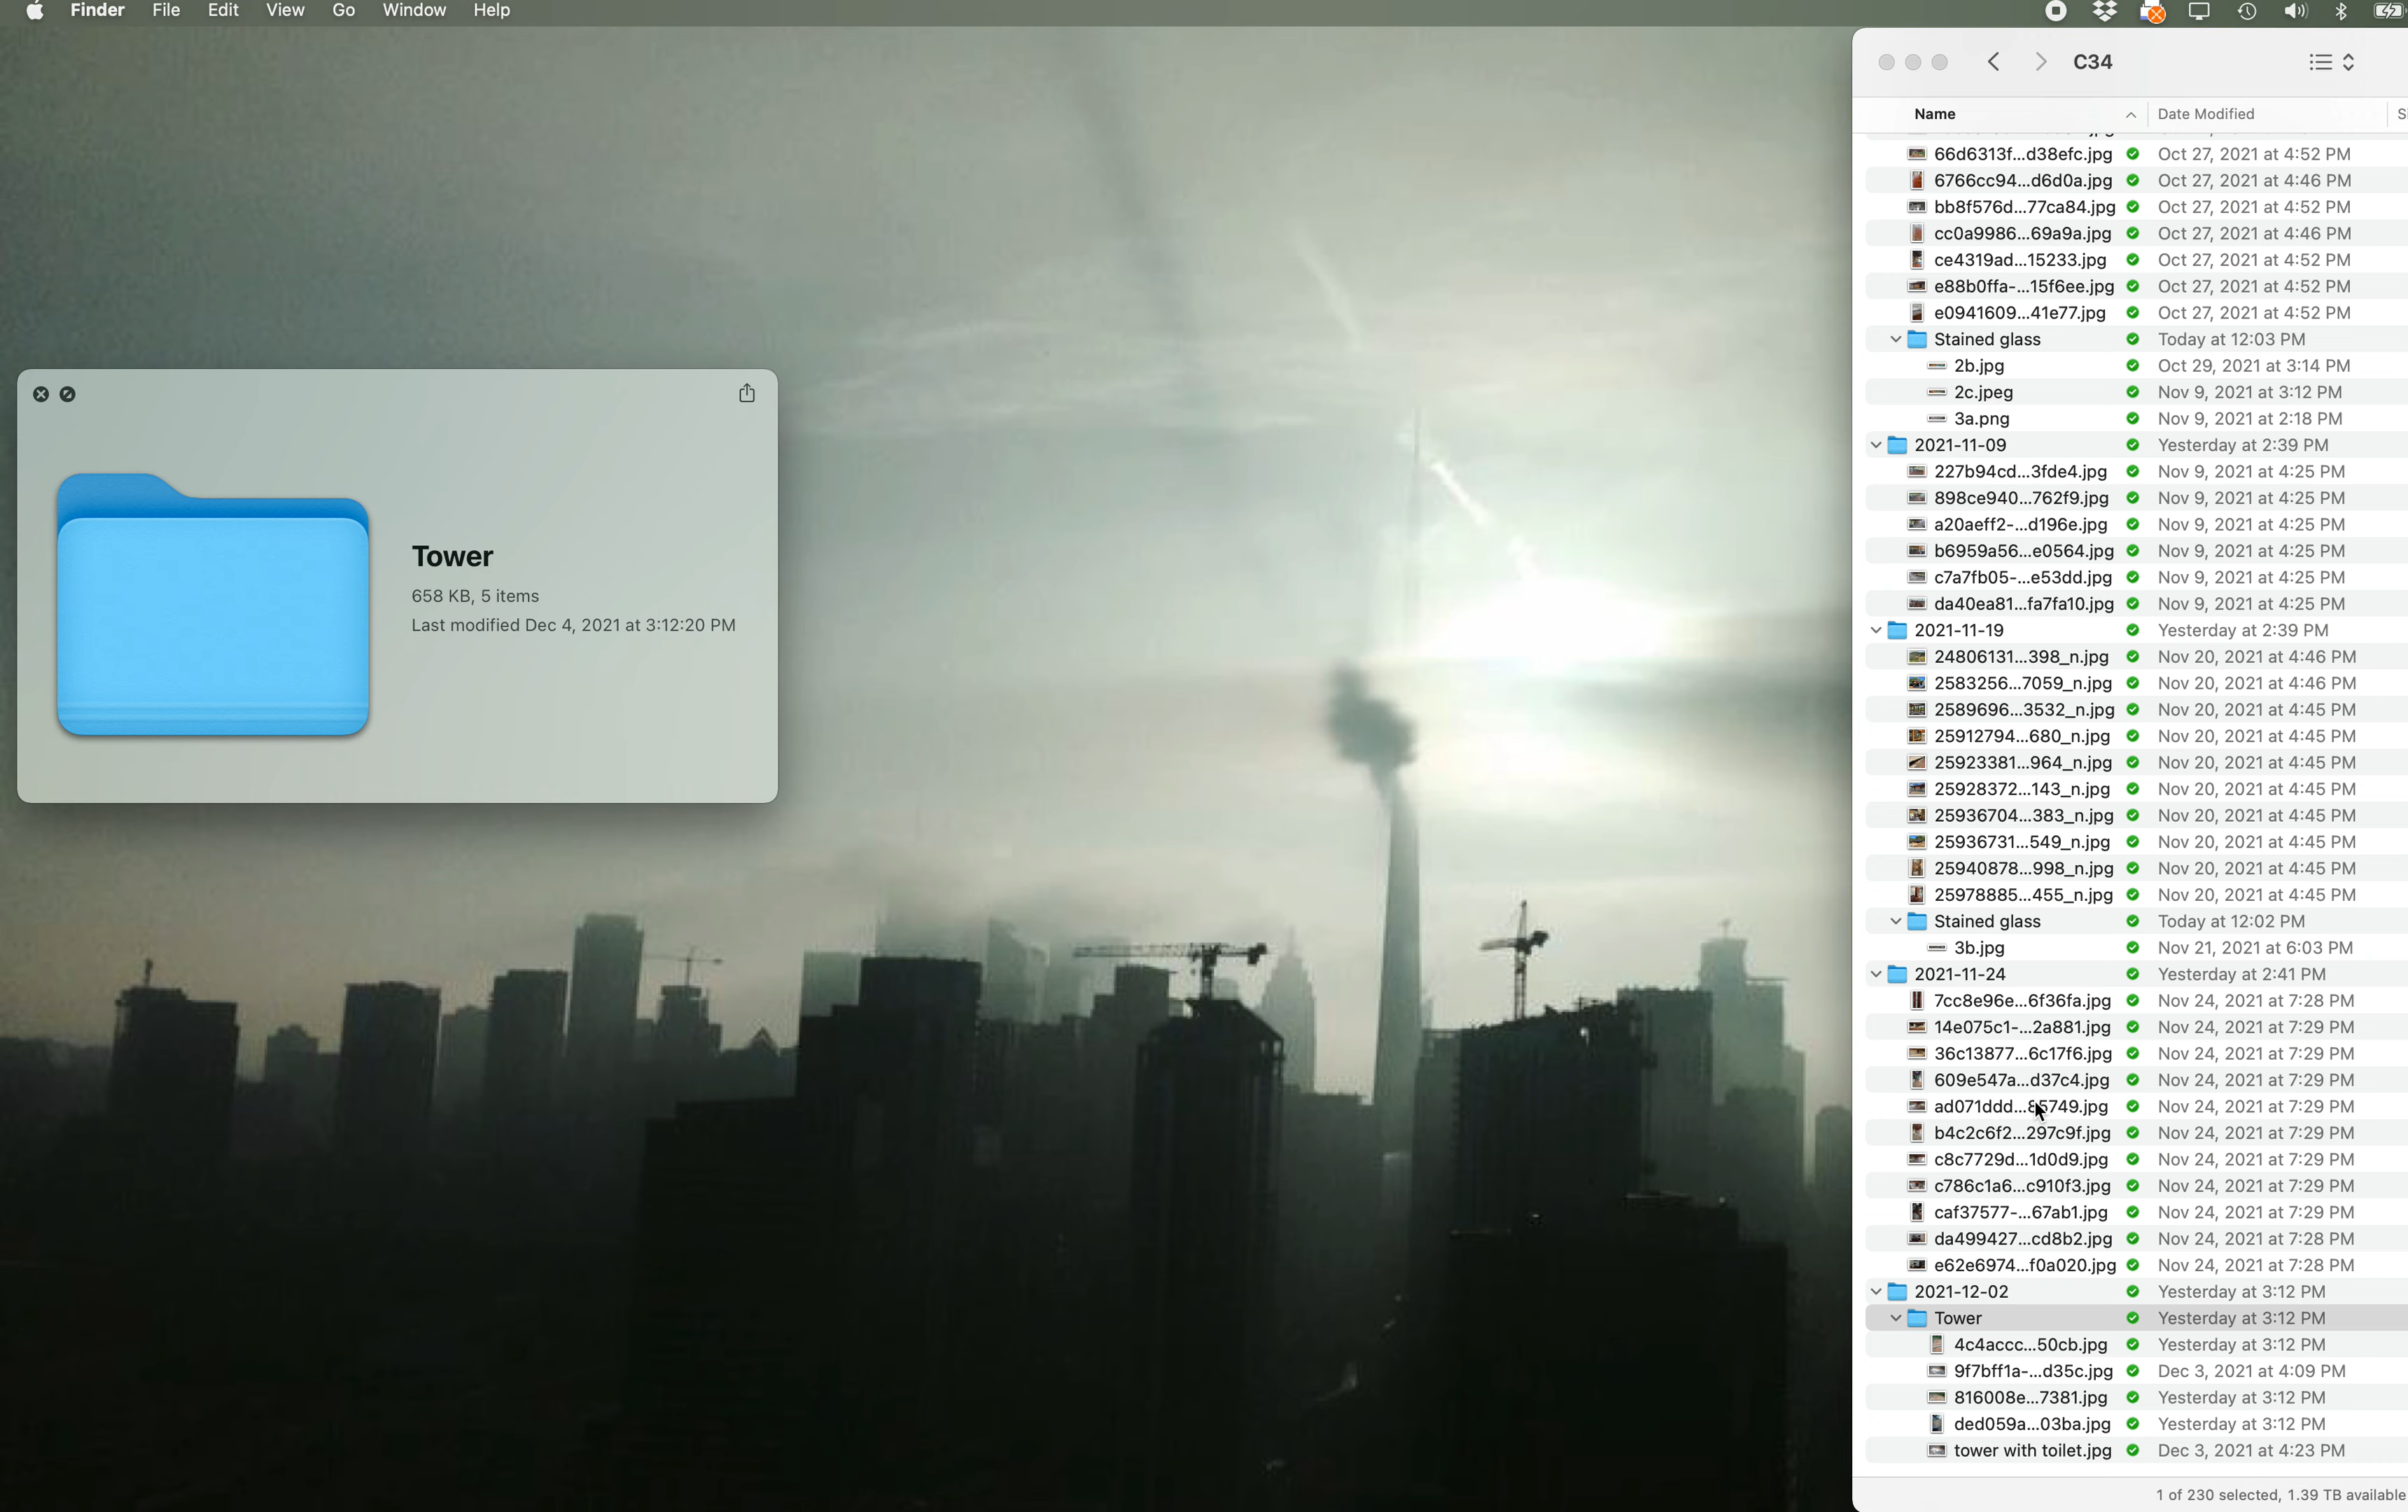 Finder File Edit View Go Window Help
Tower
658 KB, 5 items
Last modified Dec 4, 2021 at 3:12:20 PM
C34
Name Date Modified
66d6313f...d38efc.jpg Oct 27, 2021 at 4:52 PM
6766cc94...d6d0a.jpg Oct 27, 2021 at 4:46 PM
bb8f576d...77ca84.jpg Oct 27, 2021 at 4:52 PM
cc0a9986...69a9a.jpg Oct 27, 2021 at 4:46 PM
ce4319ad...15233.jpg Oct 27, 2021 at 4:52 PM
e88b0ffa-...15f6ee.jpg Oct 27, 2021 at 4:52 PM
e0941609...41e77.jpg Oct 27, 2021 at 4:52 PM
Stained glass Today at 12:03 PM
2b.jpg Oct 29, 2021 at 3:14 PM
2c.jpeg Nov 9, 2021 at 3:12 PM
3a.png Nov 9, 2021 at 2:18 PM
2021-11-09 Yesterday at 2:39 PM
227b94cd...3fde4.jpg Nov 9, 2021 at 4:25 PM
898ce940...762f9.jpg Nov 9, 2021 at 4:25 PM
a20aeff2-...d196e.jpg Nov 9, 2021 at 4:25 PM
b6959a56...e0564.jpg Nov 9, 2021 at 4:25 PM
c7a7fb05-...e53dd.jpg Nov 9, 2021 at 4:25 PM
da40ea81...fa7fa10.jpg Nov 9, 2021 at 4:25 PM
2021-11-19 Yesterday at 2:39 PM
24806131...398_n.jpg Nov 20, 2021 at 4:46 PM
2583256...7059_n.jpg Nov 20, 2021 at 4:46 PM
2589696...3532_n.jpg Nov 20, 2021 at 4:45 PM
25912794...680_n.jpg Nov 20, 2021 at 4:45 PM
25923381...964_n.jpg Nov 20, 2021 at 4:45 PM
25928372...143_n.jpg Nov 20, 2021 at 4:45 PM
25936704...383_n.jpg Nov 20, 2021 at 4:45 PM
25936731...549_n.jpg Nov 20, 2021 at 4:45 PM
25940878...998_n.jpg Nov 20, 2021 at 4:45 PM
25978885...455_n.jpg Nov 20, 2021 at 4:45 PM
Stained glass Today at 12:02 PM
3b.jpg Nov 21, 2021 at 6:03 PM
2021-11-24 Yesterday at 2:41 PM
7cc8e96e...6f36fa.jpg Nov 24, 2021 at 7:28 PM
14e075c1-...2a881.jpg Nov 24, 2021 at 7:29 PM
36c13877...6c17f6.jpg Nov 24, 2021 at 7:29 PM
609e547a...d37c4.jpg Nov 24, 2021 at 7:29 PM
Nov 24, 2021 at 7:29 PM
b4c2c6f2...297c9f.jpg Nov 24, 2021 at 7:29 PM
c8c7729d...1d0d9.jpg Nov 24, 2021 at 7:29 PM
c786c1a6...c910f3.jpg Nov 24, 2021 at 7:29 PM
caf37577-...67ab1.jpg Nov 24, 2021 at 7:29 PM
da499427...cd8b2.jpg Nov 24, 2021 at 7:28 PM
e62e6974...f0a020.jpg Nov 24, 2021 at 7:28 PM
2021-12-02 Yesterday at 3:12 PM
Tower Yesterday at 3:12 PM
4c4accc...50cb.jpg Yesterday at 3:12 PM
9f7bff1a-...d35c.jpg Dec 3, 2021 at 4:09 PM
816008e...7381.jpg Yesterday at 3:12 PM
ded059a...03ba.jpg Yesterday at 3:12 PM
tower with toilet.jpg Dec 3, 2021 at 4:23 PM
1 of 230 selected, 1.39 TB available